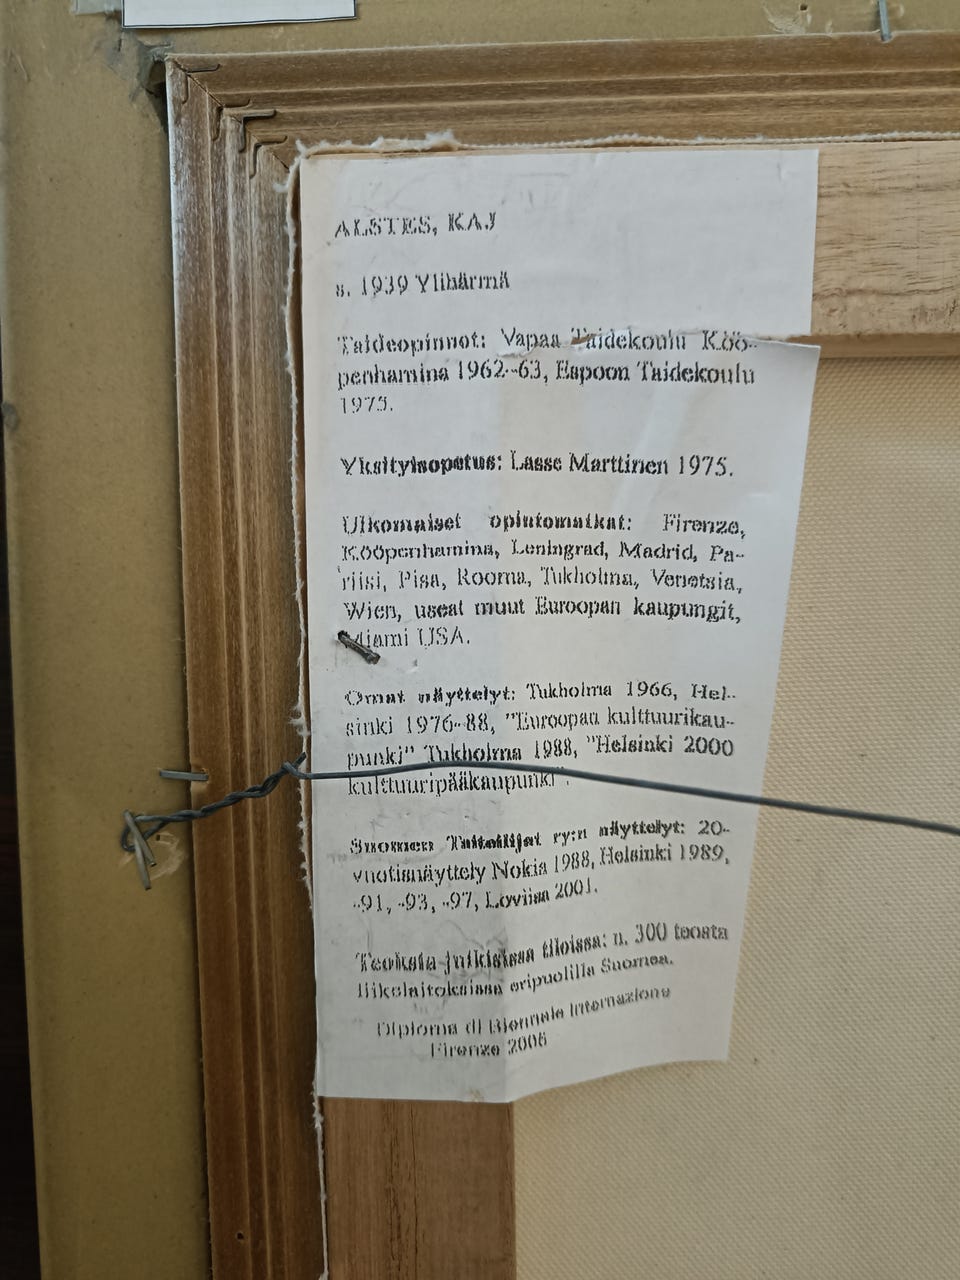 ALSTES, KAJ
s. 1939 Ylihärmä
Taideopinnot: Vapaa Taidekoulu Köö-
penhamina 1962-63, Espoon Taidekoulu
1975.
Yksityisopetus: Lasse Marttinen 1975.
Ulkomaiset opintomatkat: Firenze,
Kööpenhamina, Leningrad, Madrid, Pa-
riisi, Pisa, Rooma, Tukholma, Venetsia,
Wien, useat muut Euroopan kaupungit,
Miami USA.
Omat näyttelyt: Tukholma 1966, Hel-
sinki 1976-88, "Euroopan kulttuurikau-
punki" Tukholma 1988, "Helsinki 2000
kulttuuripääkaupunki".
Suomen Taiteilijat ry:n näyttelyt: 20-
vuotisnäyttely Nokia 1988, Helsinki 1989,
-91, -93, -97, Loviisa 2001.
Teoksia julkisissa tiloissa: n. 300 teosta
liikelaitoksissa eripuolilla Suomea.
Diploma di Biennale Internazione
Firenze 2006